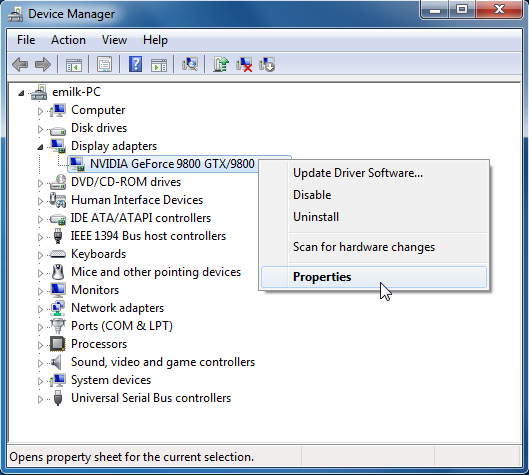 Device Manager
File Action View Help
emilk-PC
Computer
Disk drives
Display adapters
NVIDIA GeForce 9800 GTX/9800
DVD/CD-ROM drives
Human Interface Devices
IDE ATA/ATAPI controllers
IEEE 1394 Bus host controllers
Keyboards
Mice and other pointing devices
Monitors
Network adapters
Ports (COM & LPT)
Processors
Sound, video and game controllers
System devices
Universal Serial Bus controllers
Update Driver Software...
Disable
Uninstall
Scan for hardware changes
Properties
Opens property sheet for the current selection.